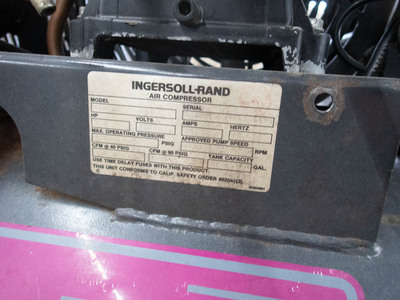 INGERSOLL-RAND
AIR COMPRESSOR
MODEL SERIAL
HP VOLTS AMPS HERTZ
MAX. OPERATING PRESSURE PSIG APPROVED PUMP SPEED RPM
CFM @ 40 PSIG CFM @ 90 PSIG TANK CAPACITY GAL.
USE TIME DELAY FUSES WITH THIS PRODUCT.
THIS UNIT CONFORMS TO CALIF. SAFETY ORDER 462(m)(2).